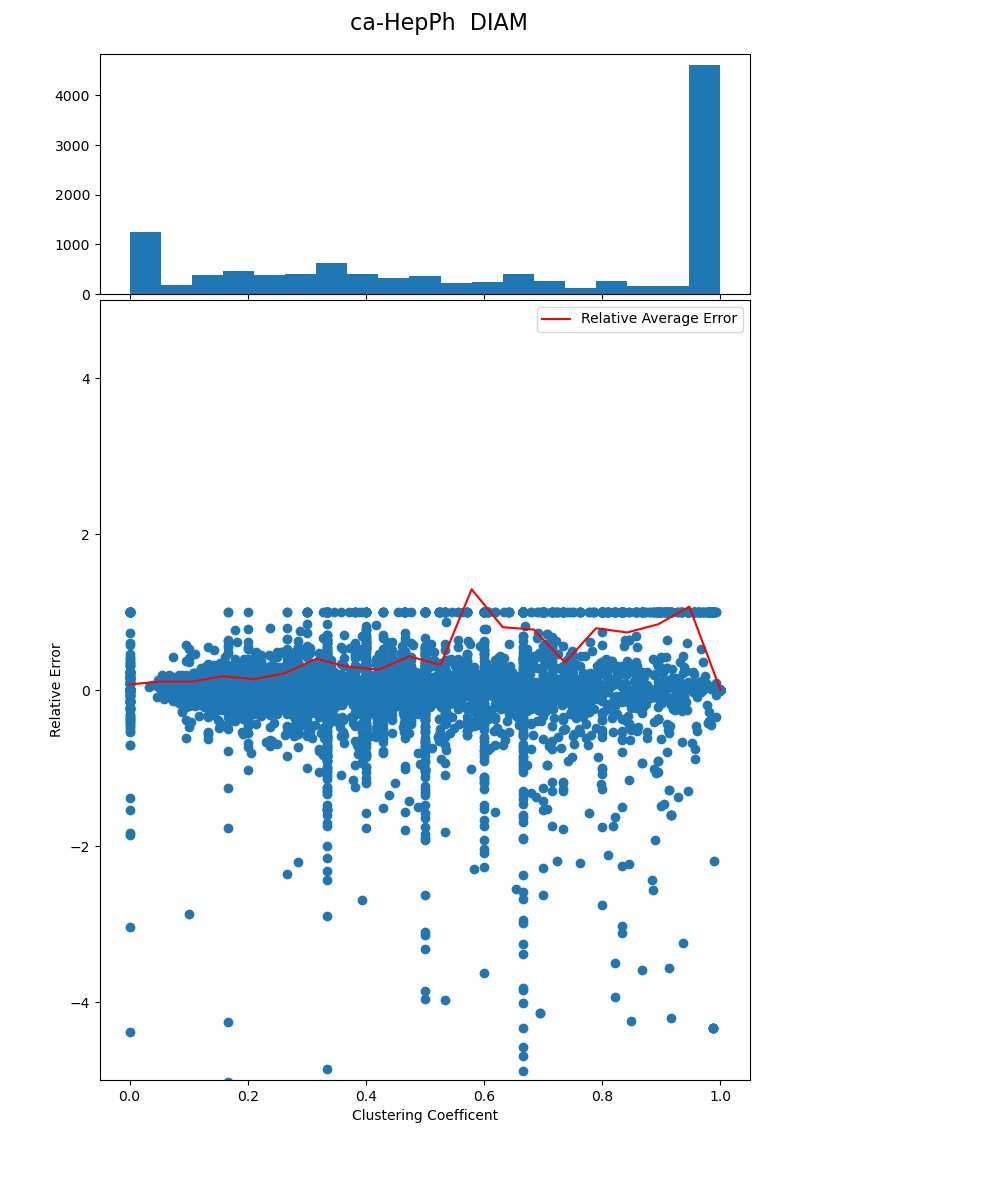 ca-HepPh  DIAM
4000
3000
2000
1000
0
Relative Average Error
4
2
0
−2
−4
Relative Error
0.0 0.2 0.4 0.6 0.8 1.0
Clustering Coefficent